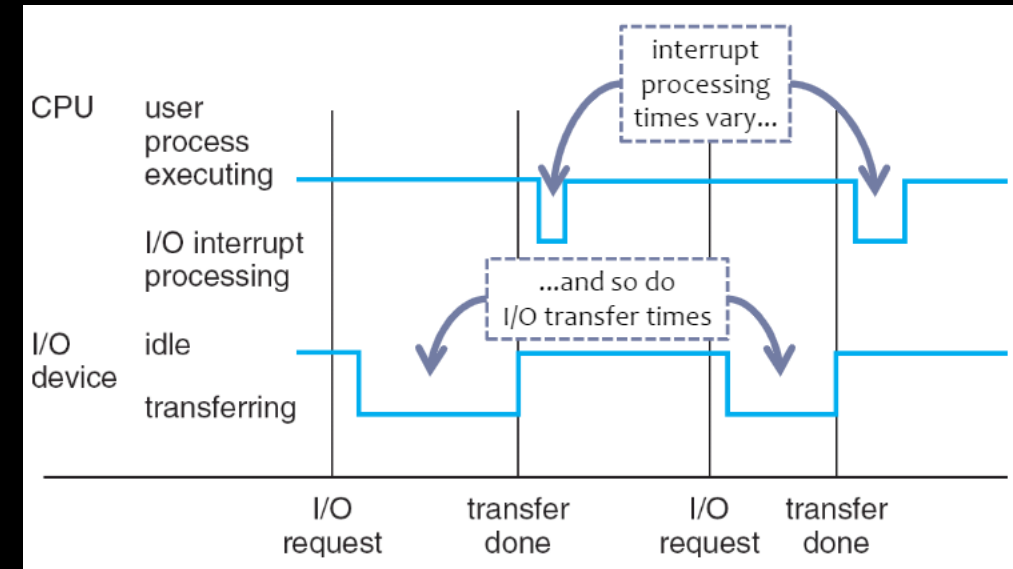 interrupt
processing
times vary...
CPU
user
process
executing
I/O interrupt
processing
...and so do
I/O transfer times
I/O
device
idle
transferring
I/O
request
transfer
done
I/O
request
transfer
done